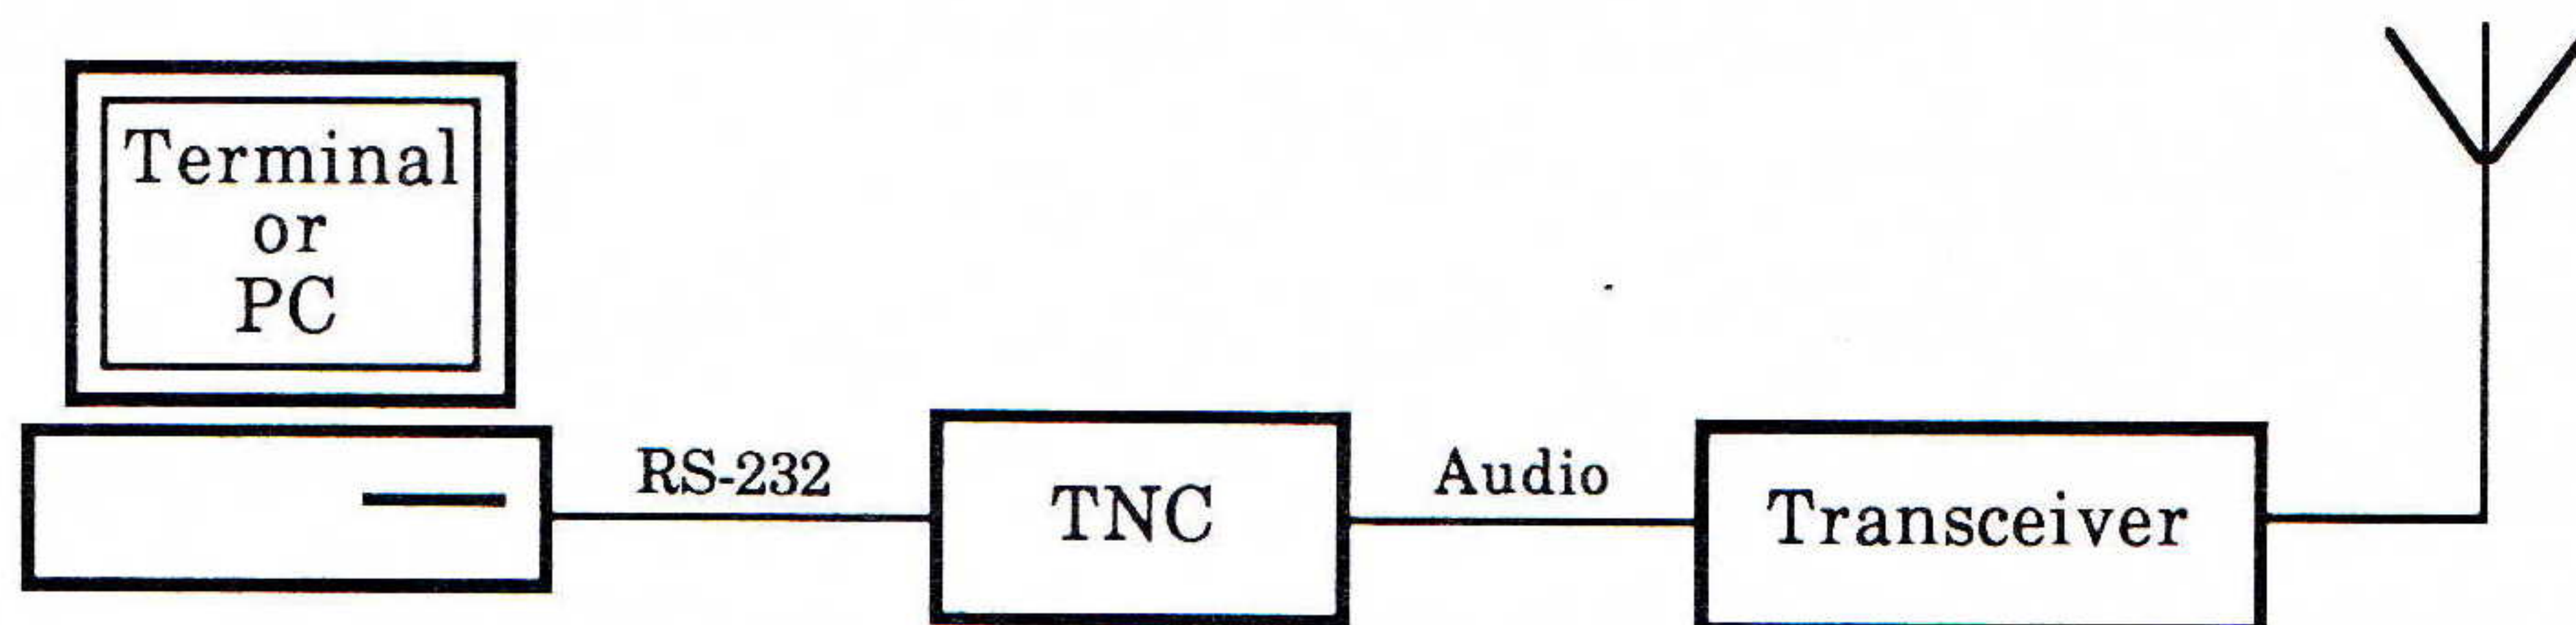 Terminal
or
PC
RS-232
TNC
Audio
Transceiver